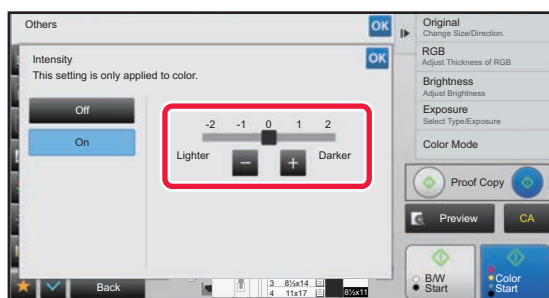 Others
OK
Intensity
OK
This setting is only applied to color.
Off
On
-2 -1 0 1 2
Lighter
Darker
Back
3 8½x14
4 11x17
8½x11
Original
Change Size/Direction.
RGB
Adjust Thickness of RGB
Brightness
Adjust Brightness
Exposure
Select Type/Exposure
Color Mode
Proof Copy
Preview
CA
B/W
Start
Color
Start